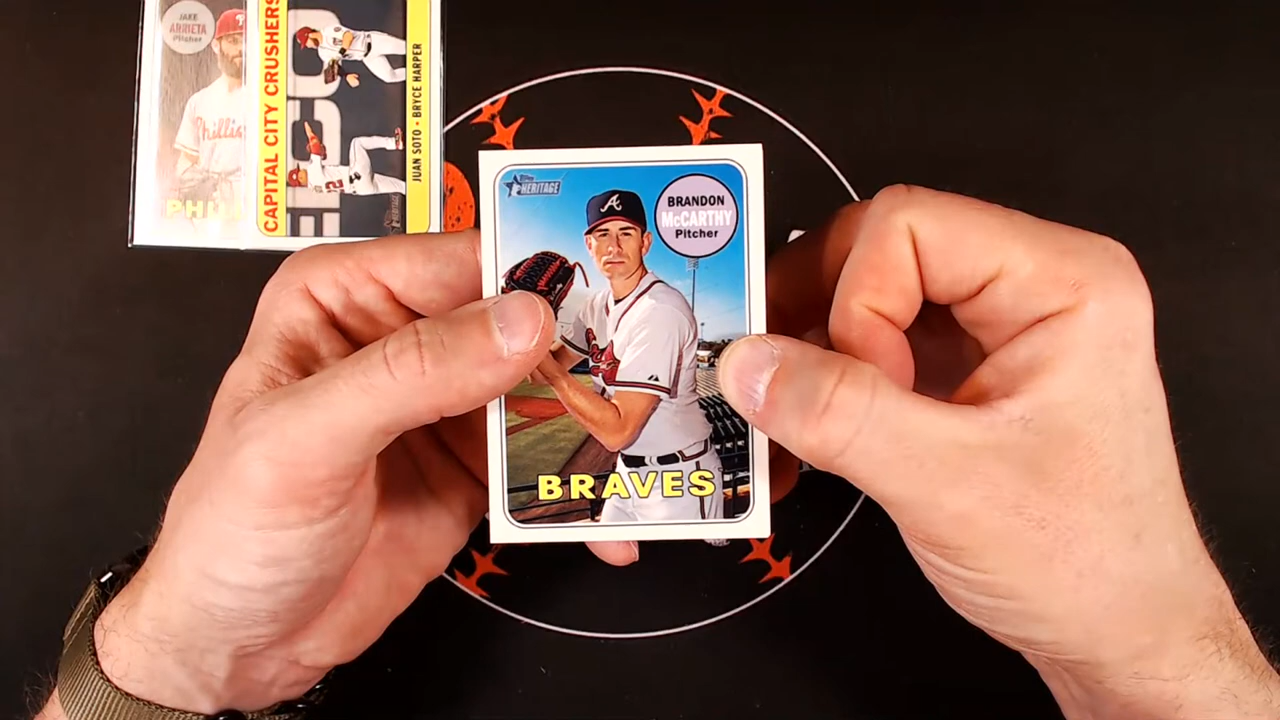 JAKE
ARRIETA
Pitcher
Phillies
CAPITAL CITY CRUSHERS
JUAN SOTO • BRYCE HARPER
Topps
HERITAGE
BRANDON
McCARTHY
Pitcher
A
BRAVES